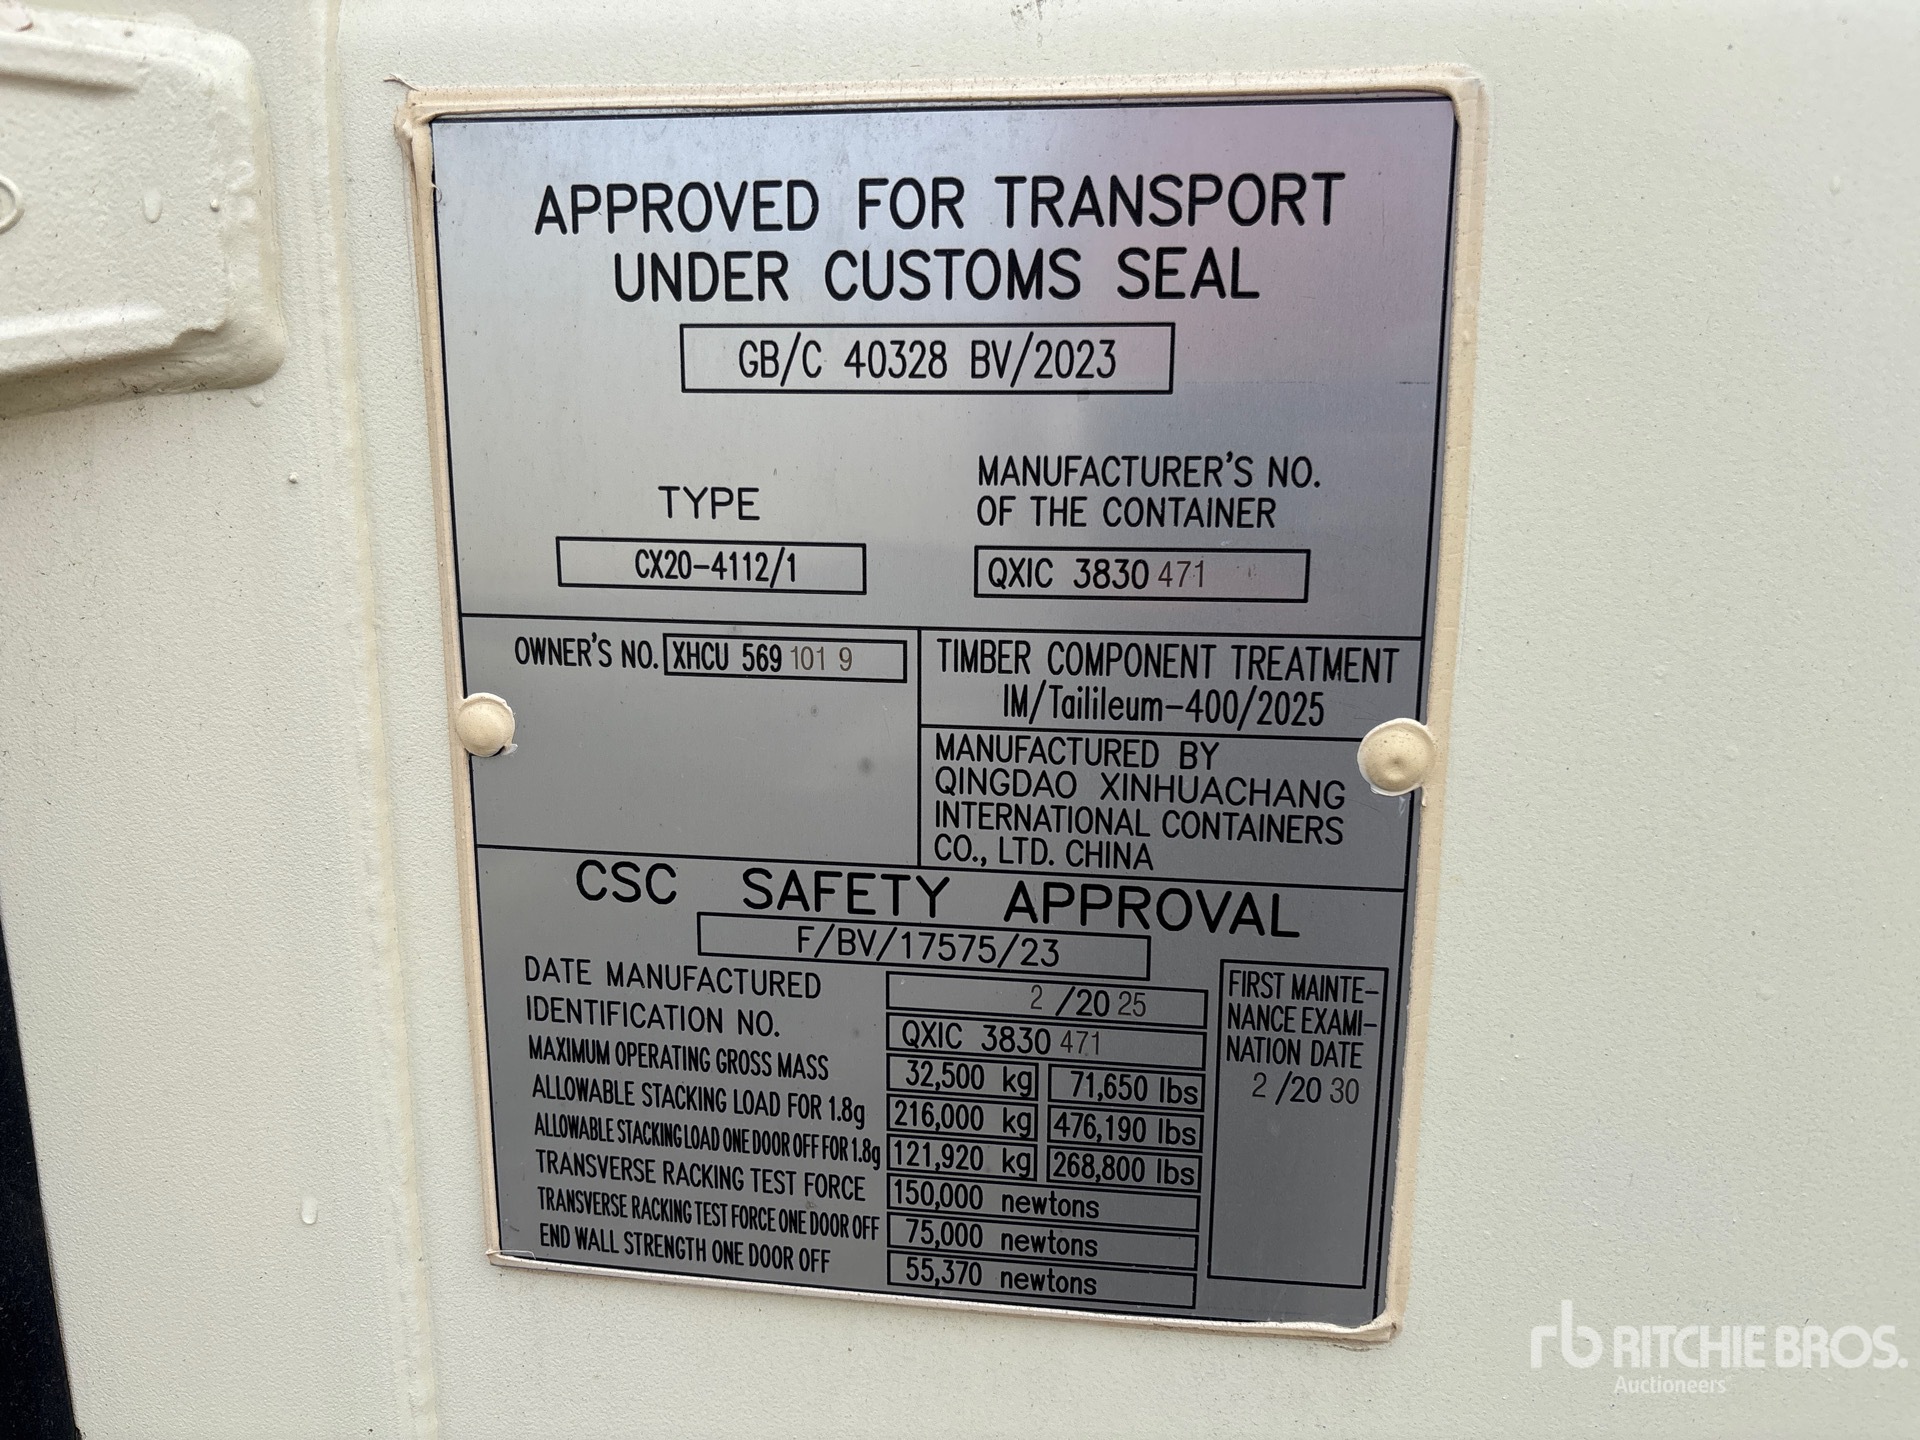 APPROVED FOR TRANSPORT
UNDER CUSTOMS SEAL
GB/C 40328 BV/2023
TYPE
CX20-4112/1
MANUFACTURER'S NO.
OF THE CONTAINER
QXIC 3830 471
OWNER'S NO. XHCU 569 101 9
TIMBER COMPONENT TREATMENT
IM/Tailileum-400/2025
MANUFACTURED BY
QINGDAO XINHUACHANG
INTERNATIONAL CONTAINERS
CO., LTD. CHINA
CSC SAFETY APPROVAL
F/BV/17575/23
DATE MANUFACTURED 2 /20 25
IDENTIFICATION NO. QXIC 3830 471
MAXIMUM OPERATING GROSS MASS 32,500 kg 71,650 lbs
ALLOWABLE STACKING LOAD FOR 1.8g 216,000 kg 476,190 lbs
ALLOWABLE STACKING LOAD ONE DOOR OFF FOR 1.8g 121,920 kg 268,800 lbs
TRANSVERSE RACKING TEST FORCE 150,000 newtons
TRANSVERSE RACKING TEST FORCE ONE DOOR OFF 75,000 newtons
END WALL STRENGTH ONE DOOR OFF 55,370 newtons
FIRST MAINTE-
NANCE EXAMI-
NATION DATE
2 /20 30
rb RITCHIE BROS.
Auctioneers